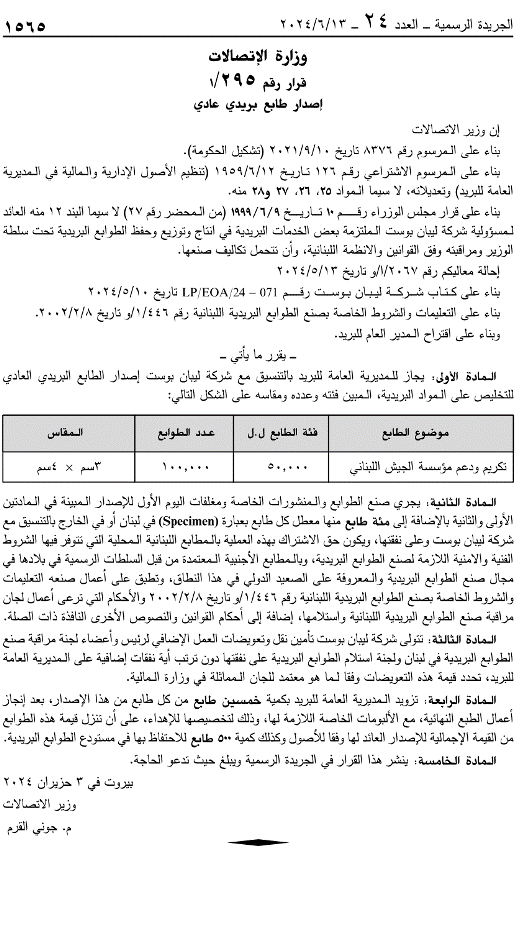 الجريدة الرسمية ــ العدد ٢٤ ــ ٢٠٢٤/٦/١٣
١٥٦٥
وزارة الإتصالات
قرار رقم ١/٢٩٥
إصدار طابع بريدي عادي
إن وزير الاتصالات
بناء على المرسوم رقم ٨٣٧٦ تاريخ ٢٠٢١/٩/١٠ (تشكيل الحكومة).
بناء على المرسوم الاشتراعي رقم ١٢٦ تاريخ ١٩٥٩/٦/١٢ (تنظيم الأصول الإدارية والمالية في المديرية
العامة للبريد) وتعديلاته، لا سيما المواد ٢٥، ٢٦، ٢٧ و٢٨ منه.
بناء على قرار مجلس الوزراء رقم ١٠ تاريخ ١٩٩٩/٦/٩ (من المحضر رقم ٢٧) لا سيما البند ١٢ منه العائد
لمسؤولية شركة ليبان بوست الملتزمة بعض الخدمات البريدية في انتاج وتوزيع وحفظ الطوابع البريدية تحت سلطة
الوزير ومراقبته وفق القوانين والانظمة اللبنانية، وأن تتحمل تكاليف صنعها.
إحالة معاليكم رقم ٢٠٦٧/أ/و تاريخ ٢٠٢٤/٥/١٣
بناء على كتاب شركة ليبان بوست رقم LP/EOA/24 – 071 تاريخ ٢٠٢٤/٥/١٠
بناء على التعليمات والشروط الخاصة بصنع الطوابع البريدية اللبنانية رقم ١/٤٤٦/و تاريخ ٢٠٠٢/٢/٨.
وبناء على اقتراح المدير العام للبريد.
ــ يقرر ما يأتي ــ
المادة الأولى: يجاز للمديرية العامة للبريد بالتنسيق مع شركة ليبان بوست إصدار الطابع البريدي العادي
للتخليص على المواد البريدية، المبين فئته وعدده ومقاسه على الشكل التالي:
موضوع الطابع | فئة الطابع ل.ل | عدد الطوابع | المقاس
تكريم ودعم مؤسسة الجيش اللبناني | ٥٠,٠٠٠ | ١٠٠,٠٠٠ | ٣سم × ٤سم
المادة الثانية: يجري صنع الطوابع والمنشورات الخاصة ومغلفات اليوم الأول للإصدار المبينة في المادتين
الأولى والثانية بالإضافة إلى مئة طابع منها معطل كل طابع بعبارة (Specimen) في لبنان أو في الخارج بالتنسيق مع
شركة ليبان بوست وعلى نفقتها، ويكون حق الاشتراك بهذه العملية بالمطابع اللبنانية المحلية التي تتوفر فيها الشروط
الفنية والامنية اللازمة لصنع الطوابع البريدية، وبالمطابع الأجنبية المعتمدة من قبل السلطات الرسمية في بلادها في
مجال صنع الطوابع البريدية والمعروفة على الصعيد الدولي في هذا النطاق، وتطبق على أعمال صنعه التعليمات
والشروط الخاصة بصنع الطوابع البريدية اللبنانية رقم ١/٤٤٦/و تاريخ ٢٠٠٢/٢/٨ والأحكام التي ترعى أعمال لجان
مراقبة صنع الطوابع البريدية اللبنانية واستلامها، إضافة إلى أحكام القوانين والنصوص الأخرى النافذة ذات الصلة.
المادة الثالثة: تتولى شركة ليبان بوست تأمين نقل وتعويضات العمل الإضافي لرئيس وأعضاء لجنة مراقبة صنع
الطوابع البريدية في لبنان ولجنة استلام الطوابع البريدية على نفقتها دون ترتب أية نفقات إضافية على المديرية العامة
للبريد، تحدد قيمة هذه التعويضات وفقا لما هو معتمد للجان المماثلة في وزارة المالية.
المادة الرابعة: تزويد المديرية العامة للبريد بكمية خمسين طابع من كل طابع من هذا الإصدار، بعد إنجاز
أعمال الطبع النهائية، مع الألبومات الخاصة اللازمة لها، وذلك لتخصيصها للإهداء، على أن تنزل قيمة هذه الطوابع
من القيمة الإجمالية للإصدار العائد لها وفقا للأصول وكذلك كمية ٥٠٠ طابع للاحتفاظ بها في مستودع الطوابع البريدية.
المادة الخامسة: ينشر هذا القرار في الجريدة الرسمية ويبلغ حيث تدعو الحاجة.
بيروت في ٣ حزيران ٢٠٢٤
وزير الاتصالات
م. جوني القرم